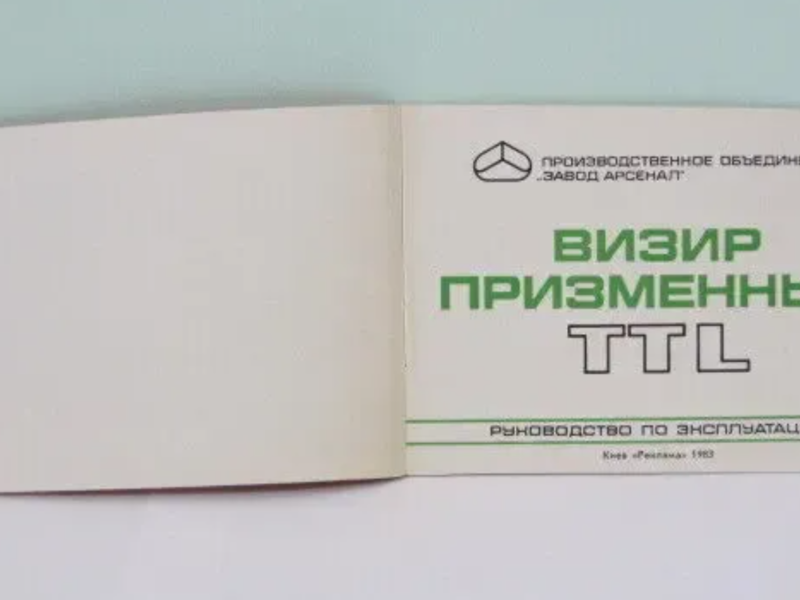 ПРОИЗВОДСТВЕННОЕ ОБЪЕДИНЕ
„ЗАВОД АРСЕНАЛ"
ВИЗИР
ПРИЗМЕННЫ
TTL
РУКОВОДСТВО ПО ЭКСПЛУАТАЦ
Киев «Реклама» 1983